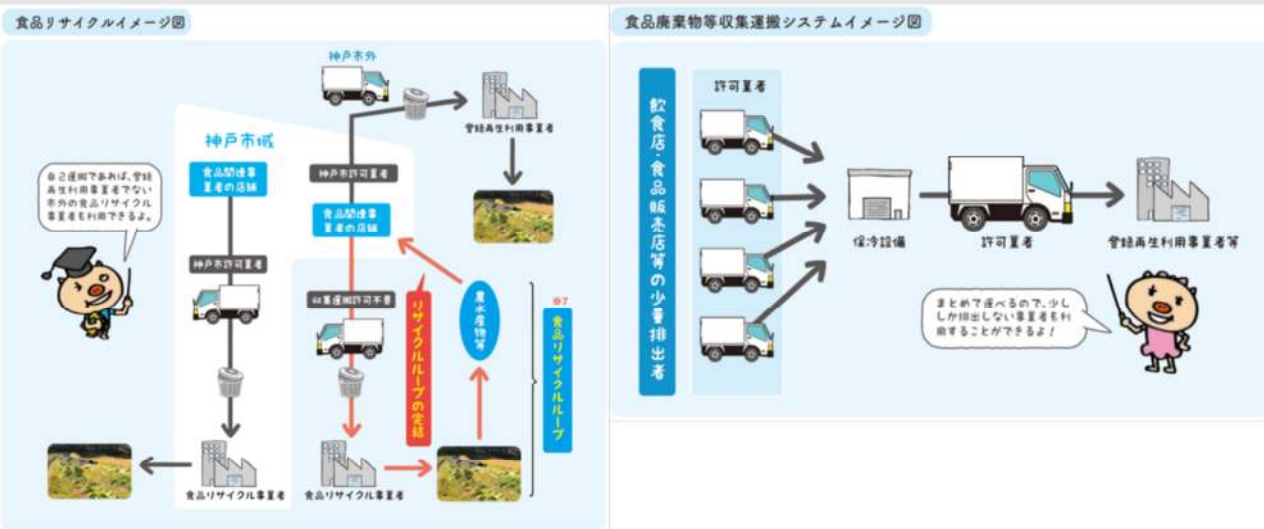 食品リサイクルイメージ図
神戸市外
登録再生利用事業者
神戸市域
食品関連事
業者の店舗
神戸市許可業者
自己運搬であれば、登録
再生利用事業者でない
市外の食品リサイクル
事業者も利用できるよ。
神戸市許可業者
食品関連事
業者の店舗
収集運搬許可不要
リサイクルループの完結
農水産物等
※7
食品リサイクルループ
食品リサイクル事業者
食品リサイクル事業者
食品廃棄物等収集運搬システムイメージ図
飲食店・食品販売店等の少量排出者
許可業者
保冷設備
許可業者
登録再生利用事業者等
まとめて運べるので、少し
しか排出しない事業者も利
用することができるよ!